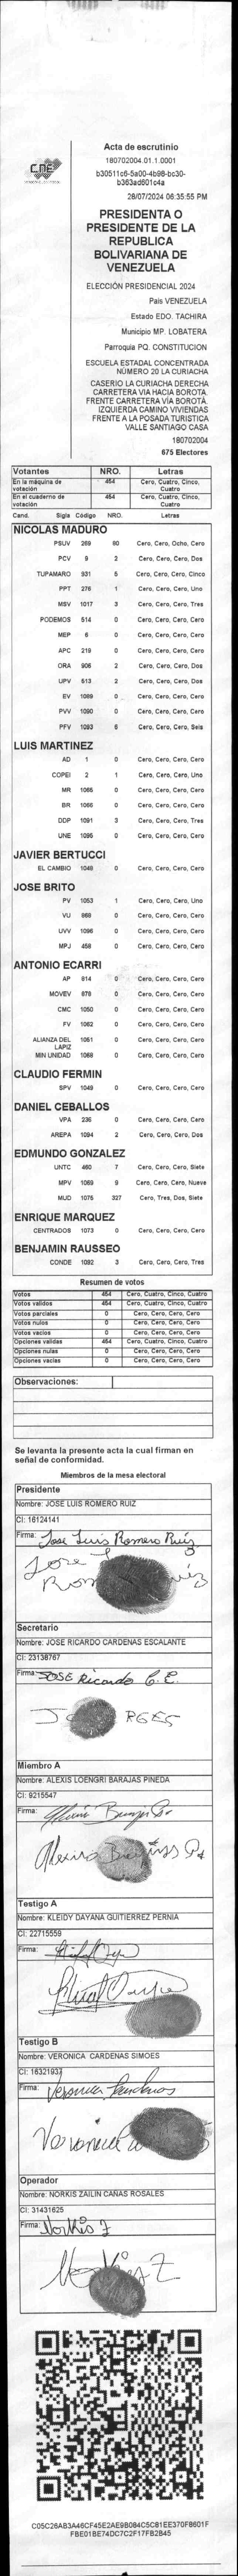 CNE
Acta de escrutinio
180702004.01.1.0001
b30511c6-5a00-4b98-bc30-
b363ad601c4a
28/07/2024 06:35:55 PM
PRESIDENTA O
PRESIDENTE DE LA
REPUBLICA
BOLIVARIANA DE
VENEZUELA
ELECCIÓN PRESIDENCIAL 2024
Pais VENEZUELA
Estado EDO. TACHIRA
Municipio MP. LOBATERA
Parroquia PQ. CONSTITUCION
ESCUELA ESTADAL CONCENTRADA
NÚMERO 20 LA CURIACHA
CASERIO LA CURIACHA DERECHA
CARRETERA VIA HACIA BOROTA.
FRENTE CARRETERA VÍA BOROTÁ.
IZQUIERDA CAMINO VIVIENDAS
FRENTE A LA POSADA TURISTICA
VALLE SANTIAGO CASA
180702004
675 Electores
Votantes NRO. Letras
En la máquina de votación 454 Cero, Cuatro, Cinco, Cuatro
En el cuaderno de votación 454 Cero, Cuatro, Cinco, Cuatro
Cand. Sigla Código NRO. Letras
NICOLAS MADURO
PSUV 269 80 Cero, Cero, Ocho, Cero
PCV 9 2 Cero, Cero, Cero, Dos
TUPAMARO 931 5 Cero, Cero, Cero, Cinco
PPT 278 1 Cero, Cero, Cero, Uno
MSV 1017 3 Cero, Cero, Cero, Tres
PODEMOS 514 0 Cero, Cero, Cero, Cero
MEP 6 0 Cero, Cero, Cero, Cero
APC 219 0 Cero, Cero, Cero, Cero
ORA 906 2 Cero, Cero, Cero, Dos
UPV 513 2 Cero, Cero, Cero, Dos
EV 1089 0 Cero, Cero, Cero, Cero
PVV 1090 0 Cero, Cero, Cero, Cero
PFV 1093 6 Cero, Cero, Cero, Seis
LUIS MARTINEZ
AD 1 0 Cero, Cero, Cero, Cero
COPEI 2 1 Cero, Cero, Cero, Uno
MR 1065 0 Cero, Cero, Cero, Cero
BR 1066 0 Cero, Cero, Cero, Cero
DDP 1091 3 Cero, Cero, Cero, Tres
UNE 1095 0 Cero, Cero, Cero, Cero
JAVIER BERTUCCI
EL CAMBIO 1048 0 Cero, Cero, Cero, Cero
JOSE BRITO
PV 1053 1 Cero, Cero, Cero, Uno
VU 868 0 Cero, Cero, Cero, Cero
UVV 1096 0 Cero, Cero, Cero, Cero
MPJ 458 0 Cero, Cero, Cero, Cero
ANTONIO ECARRI
AP 814 0 Cero, Cero, Cero, Cero
MOVEV 878 0 Cero, Cero, Cero, Cero
CMC 1050 0 Cero, Cero, Cero, Cero
FV 1062 0 Cero, Cero, Cero, Cero
ALIANZA DEL LAPIZ 1051 0 Cero, Cero, Cero, Cero
MIN UNIDAD 1068 0 Cero, Cero, Cero, Cero
CLAUDIO FERMIN
SPV 1049 0 Cero, Cero, Cero, Cero
DANIEL CEBALLOS
VPA 236 0 Cero, Cero, Cero, Cero
AREPA 1094 2 Cero, Cero, Cero, Dos
EDMUNDO GONZALEZ
UNTC 460 7 Cero, Cero, Cero, Siete
MPV 1069 9 Cero, Cero, Cero, Nueve
MUD 1075 327 Cero, Tres, Dos, Siete
ENRIQUE MARQUEZ
CENTRADOS 1073 0 Cero, Cero, Cero, Cero
BENJAMIN RAUSSEO
CONDE 1092 3 Cero, Cero, Cero, Tres
Resumen de votos
Votos 454 Cero, Cuatro, Cinco, Cuatro
Votos validos 454 Cero, Cuatro, Cinco, Cuatro
Votos parciales 0 Cero, Cero, Cero, Cero
Votos nulos 0 Cero, Cero, Cero, Cero
Votos vacios 0 Cero, Cero, Cero, Cero
Opciones validas 454 Cero, Cuatro, Cinco, Cuatro
Opciones nulas 0 Cero, Cero, Cero, Cero
Opciones vacias 0 Cero, Cero, Cero, Cero
Observaciones:
Se levanta la presente acta la cual firman en
señal de conformidad.
Miembros de la mesa electoral
Presidente
Nombre: JOSE LUIS ROMERO RUIZ
CI: 16124141
Firma: Jose Luis Romero Ruiz
Jose
Secretario
Nombre: JOSE RICARDO CARDENAS ESCALANTE
CI: 23138767
Firma: JOSE Ricardo C. E.
Miembro A
Nombre: ALEXIS LOENGRI BARAJAS PINEDA
CI: 9215547
Firma:
Testigo A
Nombre: KLEIDY DAYANA GUITIERREZ PERNIA
CI: 22715559
Firma:
Testigo B
Nombre: VERONICA CARDENAS SIMOES
CI: 16321937
Firma: Veronica Cardenas
Veronica
Operador
Nombre: NORKIS ZAILIN CAÑAS ROSALES
CI: 31431625
Firma: Norkis Z
C05C26AB3A46CF45E2AE9B084C5C81EE370F8601F
FBE01BE74DC7C2F17FB2B45